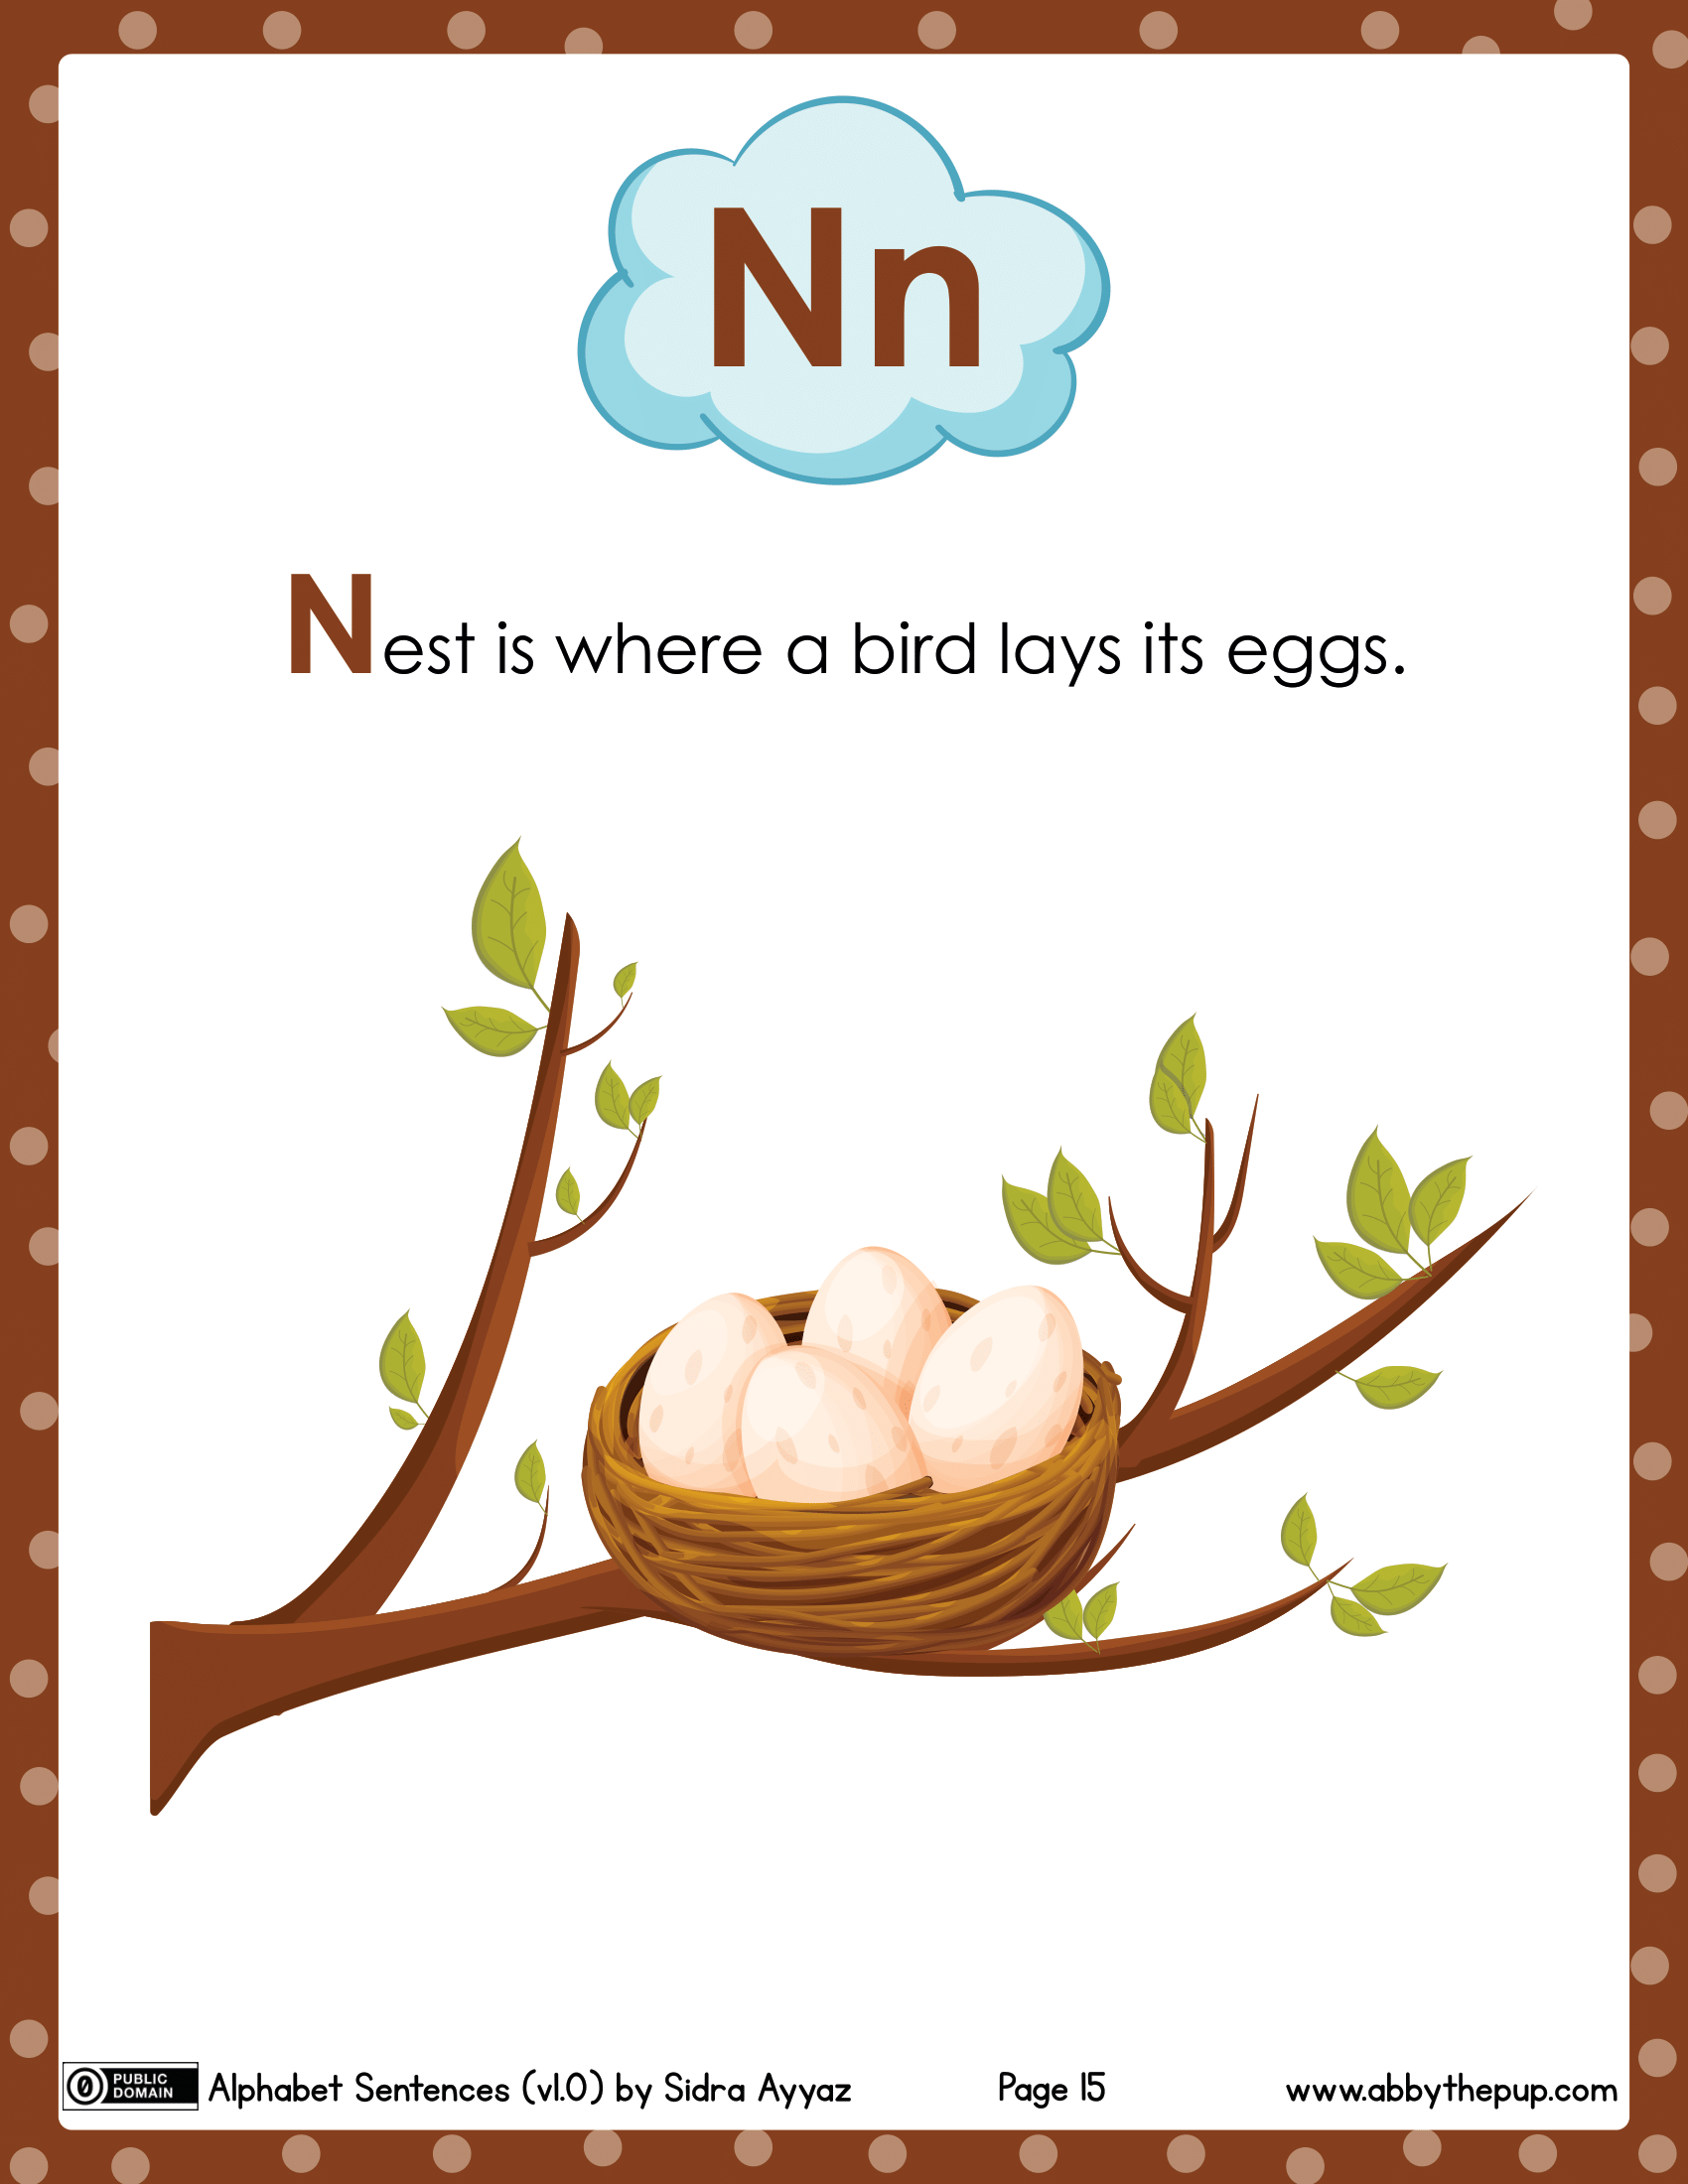 Nn
Nest is where a bird lays its eggs.
0 PUBLIC DOMAIN Alphabet Sentences (v1.0) by Sidra Ayyaz Page 15 www.abbythepup.com